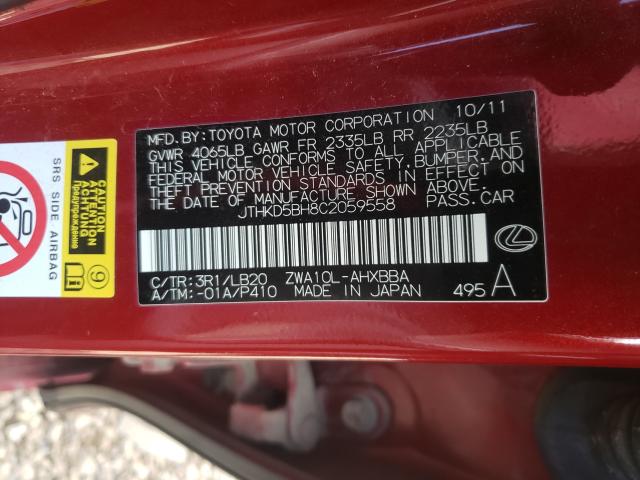 MFD.BY:TOYOTA MOTOR CORPORATION 10/11
GVWR 4065LB GAWR FR 2335LB RR 2235LB
THIS VEHICLE CONFORMS TO ALL APPLICABLE
FEDERAL MOTOR VEHICLE SAFETY, BUMPER, AND
THEFT PREVENTION STANDARDS IN EFFECT ON
THE DATE OF MANUFACTURE SHOWN ABOVE.
JTHKD5BH8C2059558 PASS.CAR
C/TR:3R1/LB20 ZWA10L-AHXBBA
A/TM:-01A/P410 MADE IN JAPAN 495 A
SRS SIDE AIRBAG
CAUTION
Предупреждение
9